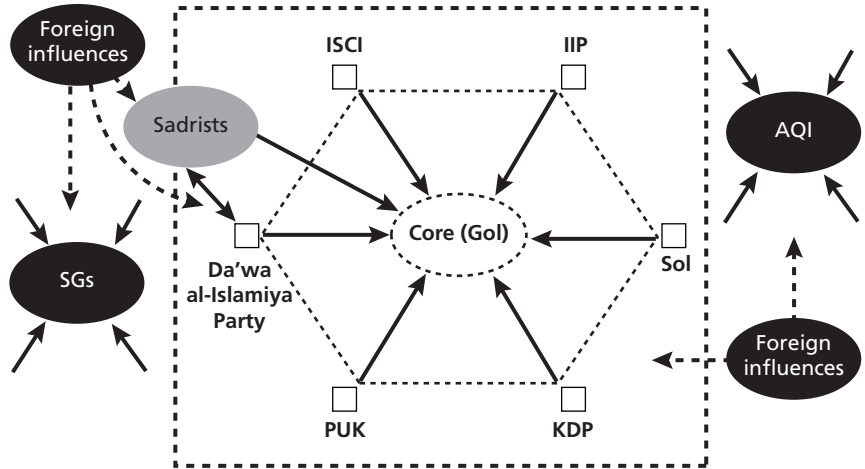 Foreign
influences
ISCI
IIP
Sadrists
AQI
Core (GoI)
SGs
Da’wa
al-Islamiya
Party
SoI
Foreign
influences
PUK
KDP